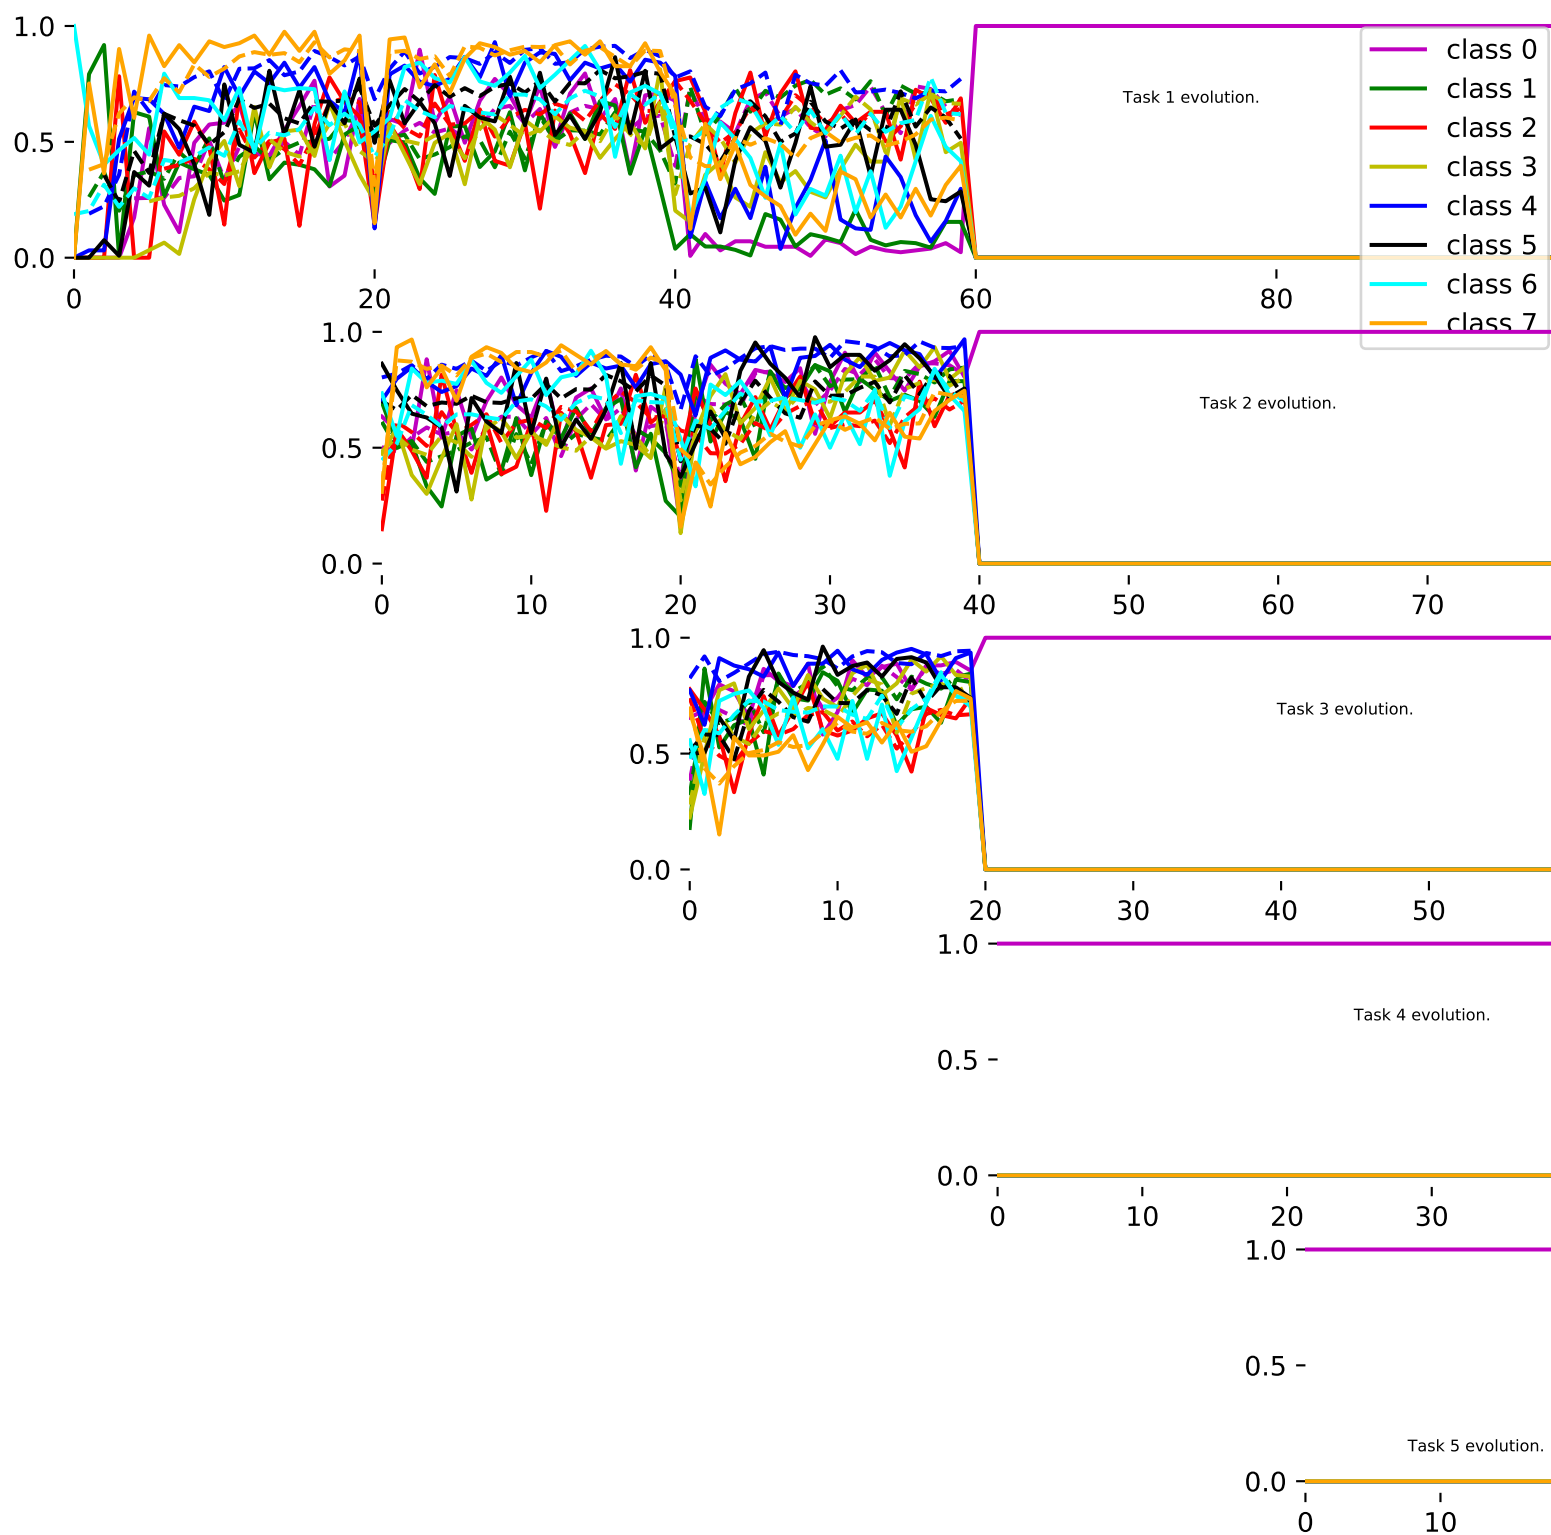 1.0
0.5
0.0
0 20 40 60 80
class 0
class 1
class 2
class 3
class 4
class 5
class 6
class 7
Task 1 evolution.
1.0
0.5
0.0
0 10 20 30 40 50 60 70
Task 2 evolution.
1.0
0.5
0.0
0 10 20 30 40 50
Task 3 evolution.
1.0
0.5
0.0
0 10 20 30
Task 4 evolution.
1.0
0.5
0.0
0 10
Task 5 evolution.